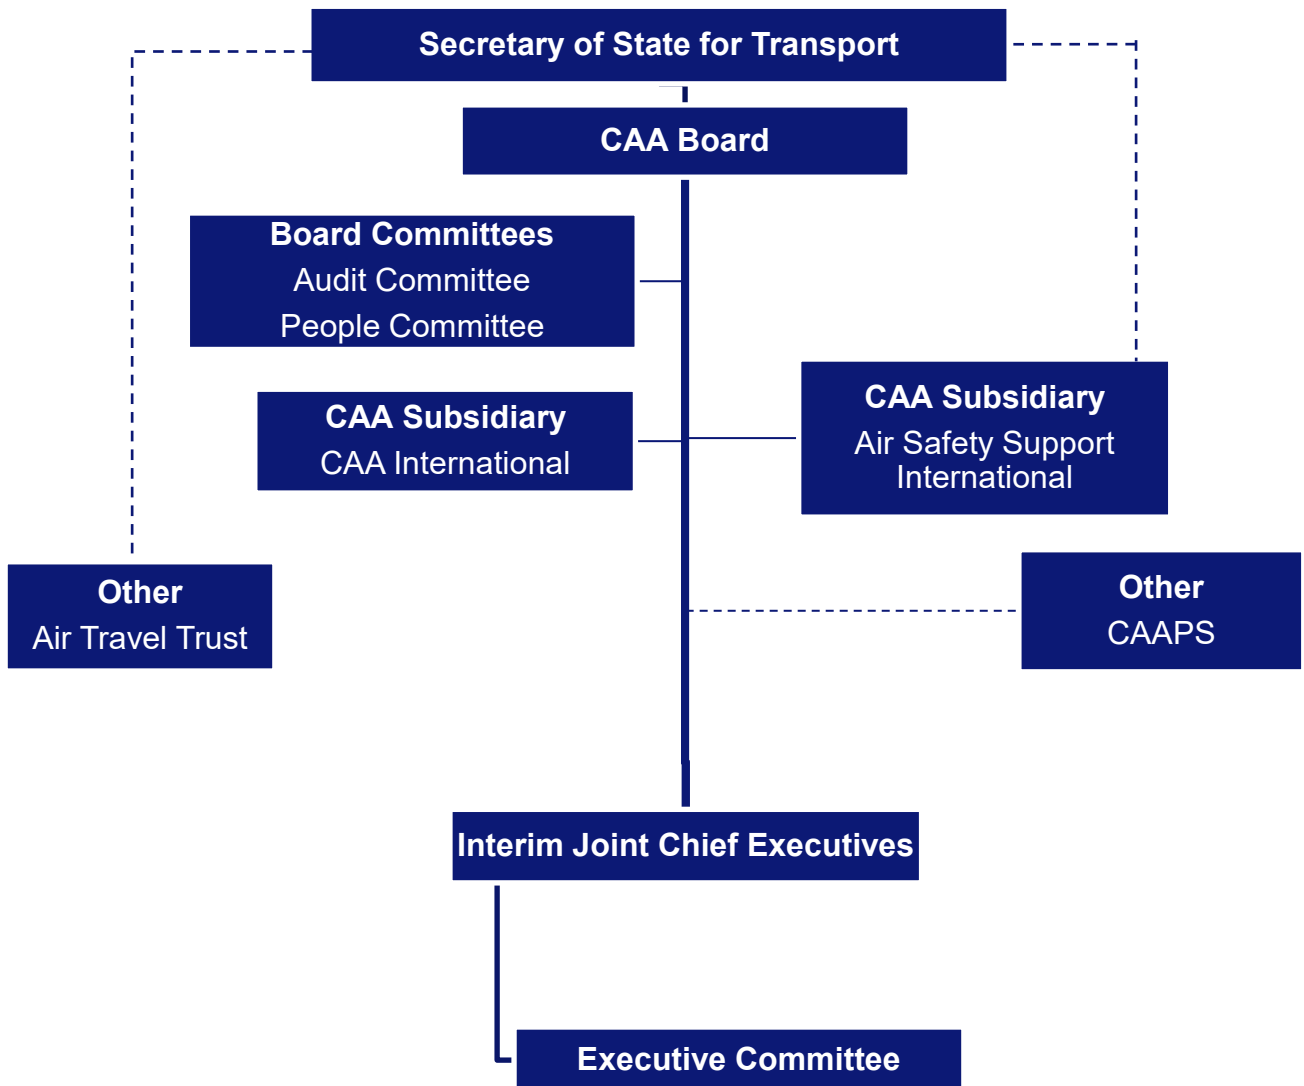 Secretary of State for Transport
CAA Board
Board Committees
Audit Committee
People Committee
CAA Subsidiary
CAA International
CAA Subsidiary
Air Safety Support
International
Other
Air Travel Trust
Other
CAAPS
Interim Joint Chief Executives
Executive Committee